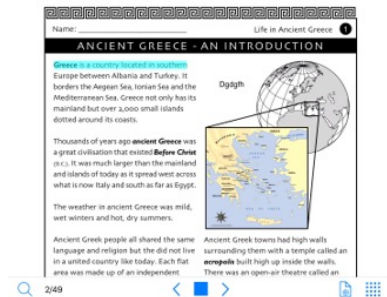 Name:
Life in Ancient Greece 1
ANCIENT GREECE - AN INTRODUCTION
Greece is a country located in southern
Europe between Albania and Turkey. It
borders the Aegean Sea, Ionian Sea and the
Mediterranean Sea. Greece not only has its
mainland but over 2,000 small islands
dotted around its coasts.
Thousands of years ago ancient Greece was
a great civilisation that existed Before Christ
(B.C.). It was much larger than the mainland
and islands of today as it spread west across
what is now Italy and south as far as Egypt.
The weather in ancient Greece was mild,
wet winters and hot, dry summers.
Ancient Greek people all shared the same
language and religion but the did not live
in a united country like today. Each flat
area was made up of an independent
Dgdgfh
Ancient Greek towns had high walls
surrounding them with a temple called an
acropolis built high up inside the walls.
There was an open-air theatre called an
2/49